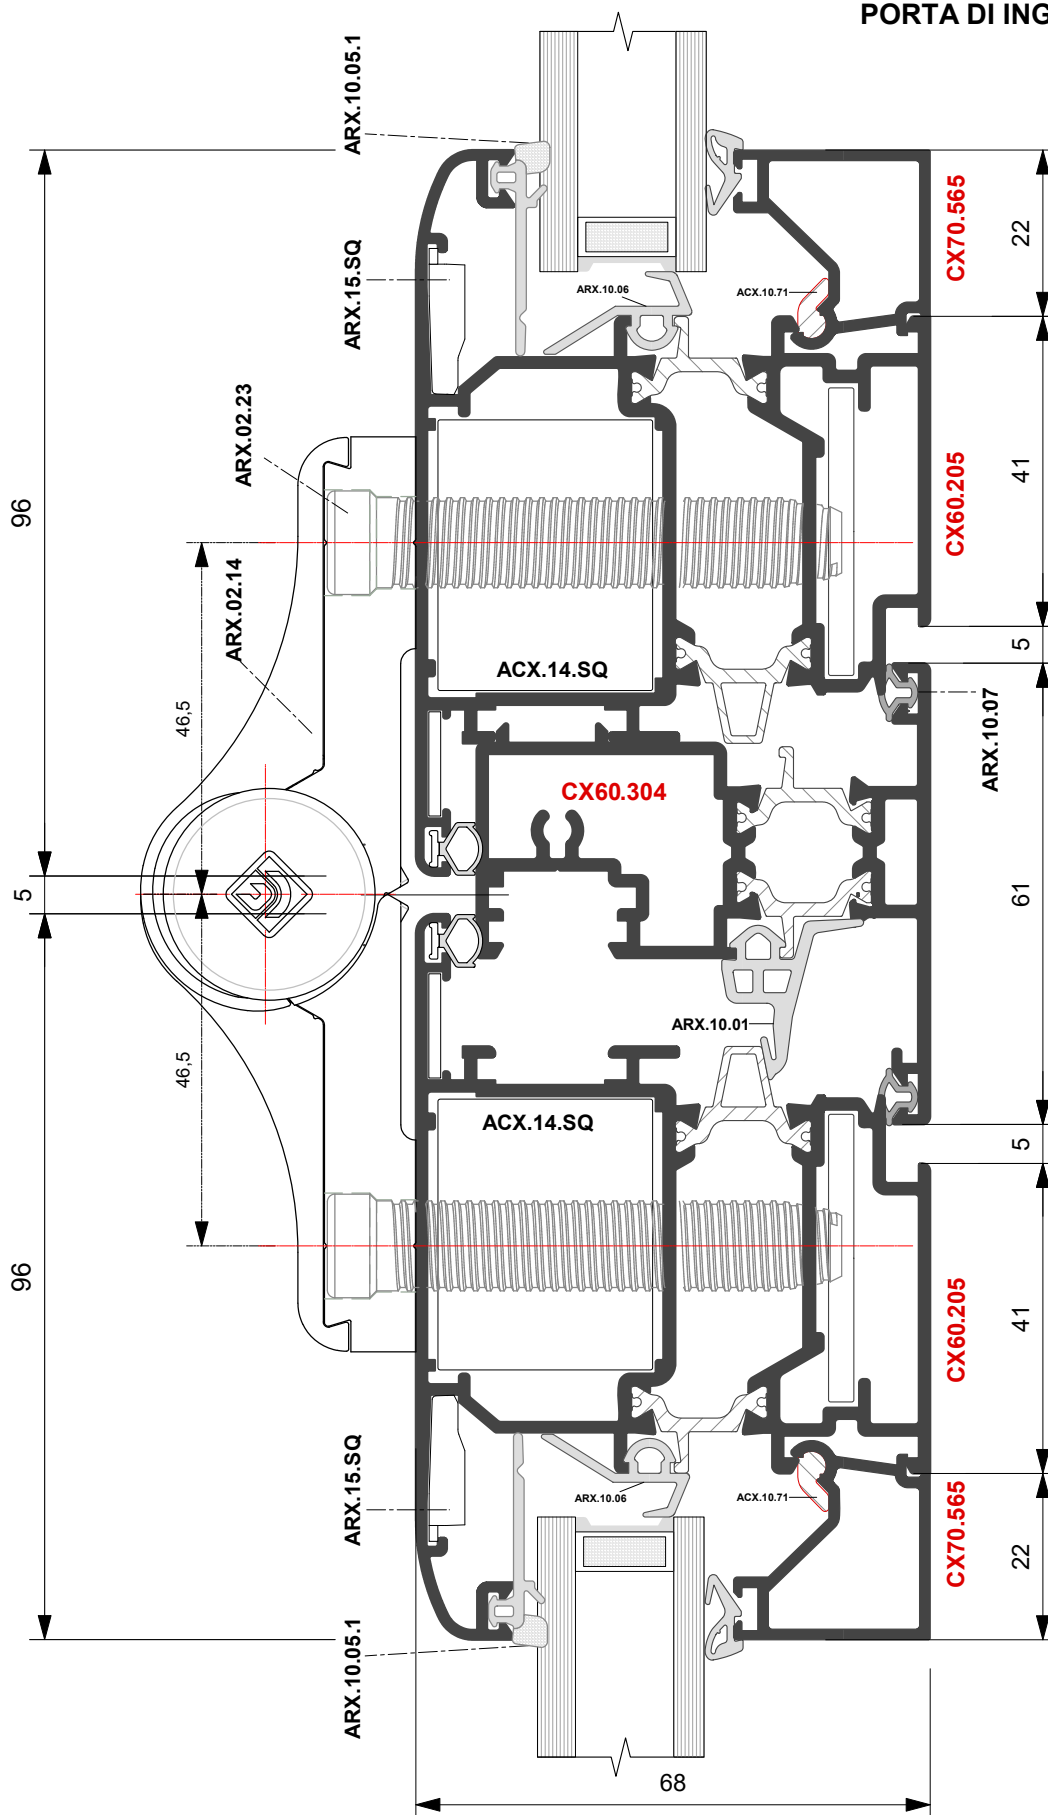 PORTA DI ING
ARX.10.05.1
ARX.15.SQ
ARX.02.23
ARX.02.14
ARX.10.06
ACX.10.71
CX70.565
22
CX60.205
41
5
96
46,5
ACX.14.SQ
ARX.10.07
CX60.304
5
61
46,5
ARX.10.01
ACX.14.SQ
5
96
CX60.205
41
ARX.15.SQ
ARX.10.06
ACX.10.71
CX70.565
22
ARX.10.05.1
68